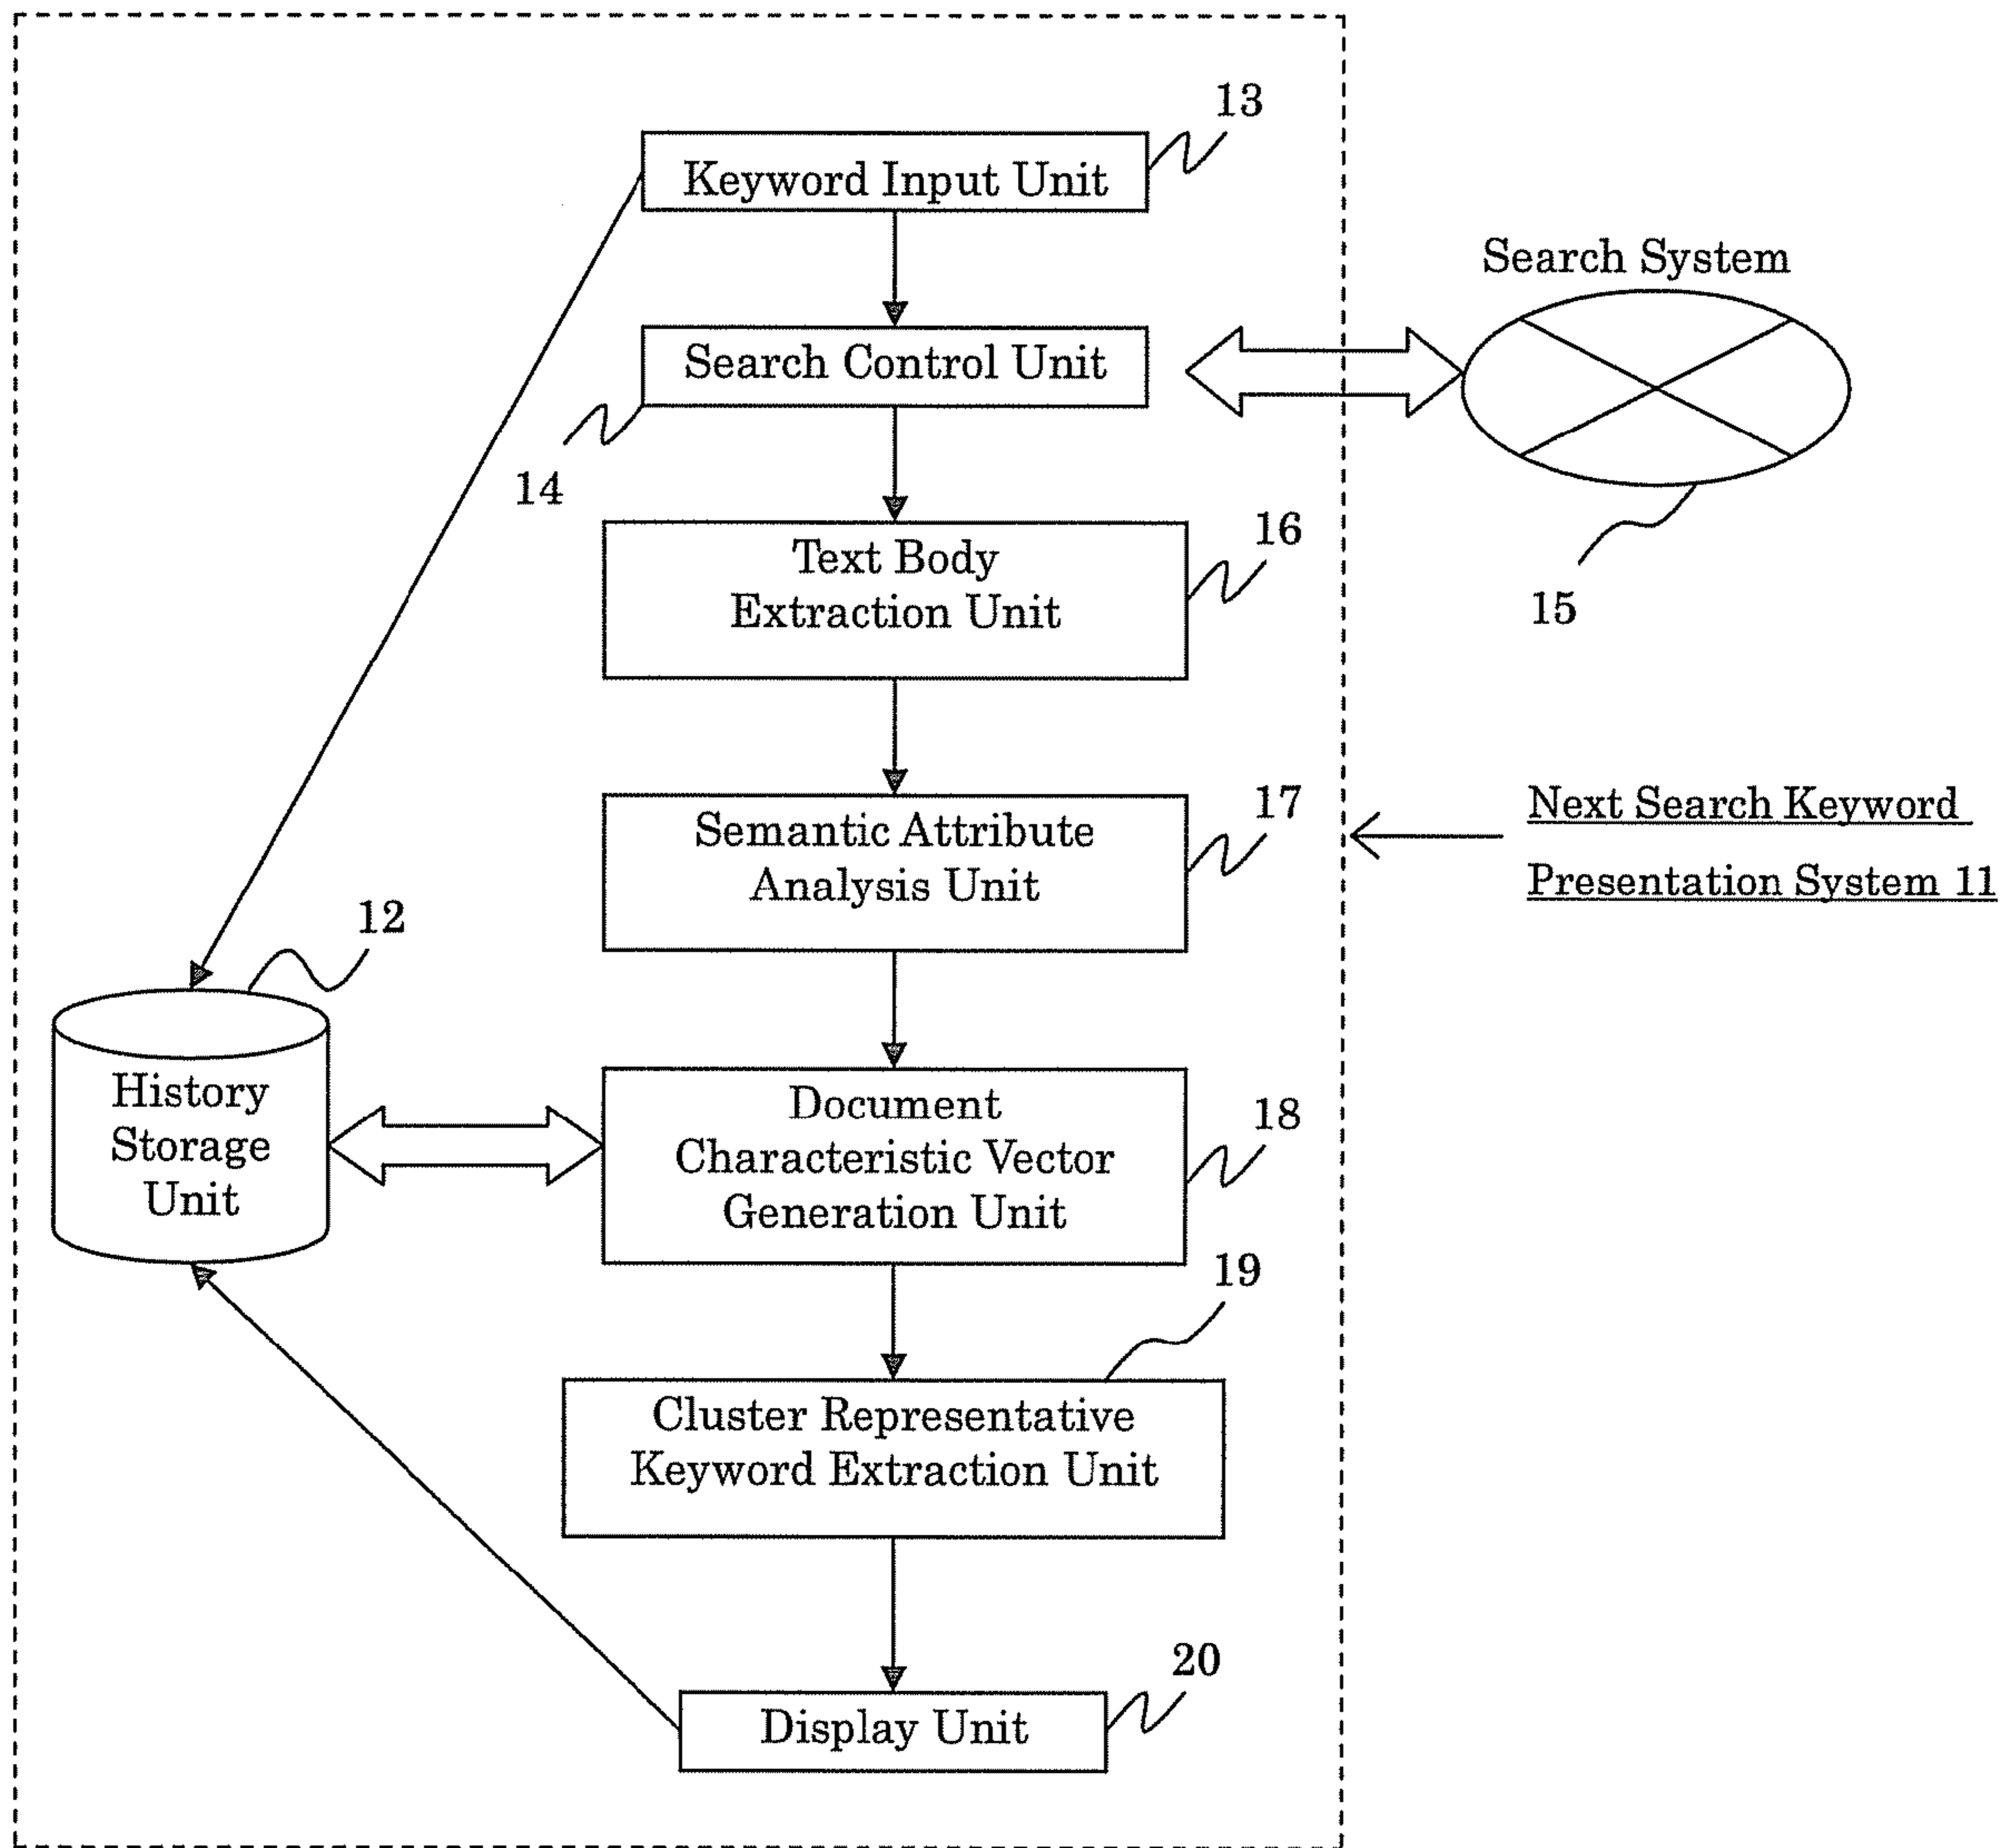 13
Keyword Input Unit
Search System
Search Control Unit
14
15
16
Text Body
Extraction Unit
17
Semantic Attribute
Analysis Unit
Next Search Keyword
Presentation System 11
12
History
Storage
Unit
18
Document
Characteristic Vector
Generation Unit
19
Cluster Representative
Keyword Extraction Unit
20
Display Unit